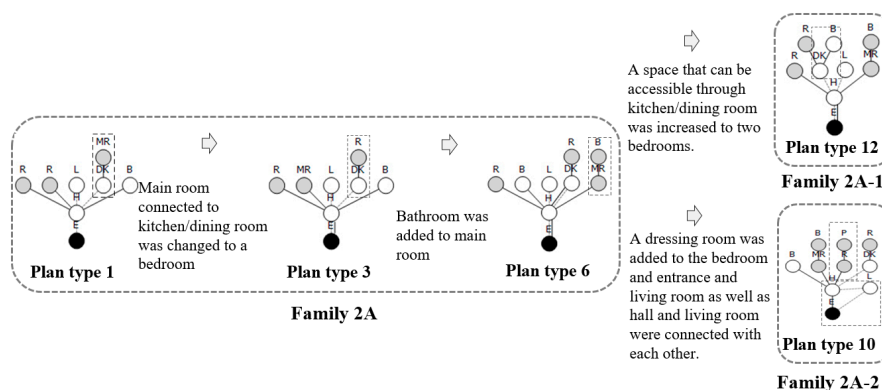 MR
R R L DK B
H
E
Plan type 1
Main room
connected to
kitchen/dining room
was changed to a
bedroom
R
R MR L DK B
H
E
Plan type 3
Bathroom was
added to main
room
R B
R B L DK MR
H
E
Plan type 6
Family 2A
A space that can be
accessible through
kitchen/dining room
was increased to two
bedrooms.
R B B
R DK L MR
H
E
Plan type 12
Family 2A-1
A dressing room was
added to the bedroom
and entrance and
living room as well as
hall and living room
were connected with
each other.
B P R
B MR R DK
H L
E
Plan type 10
Family 2A-2